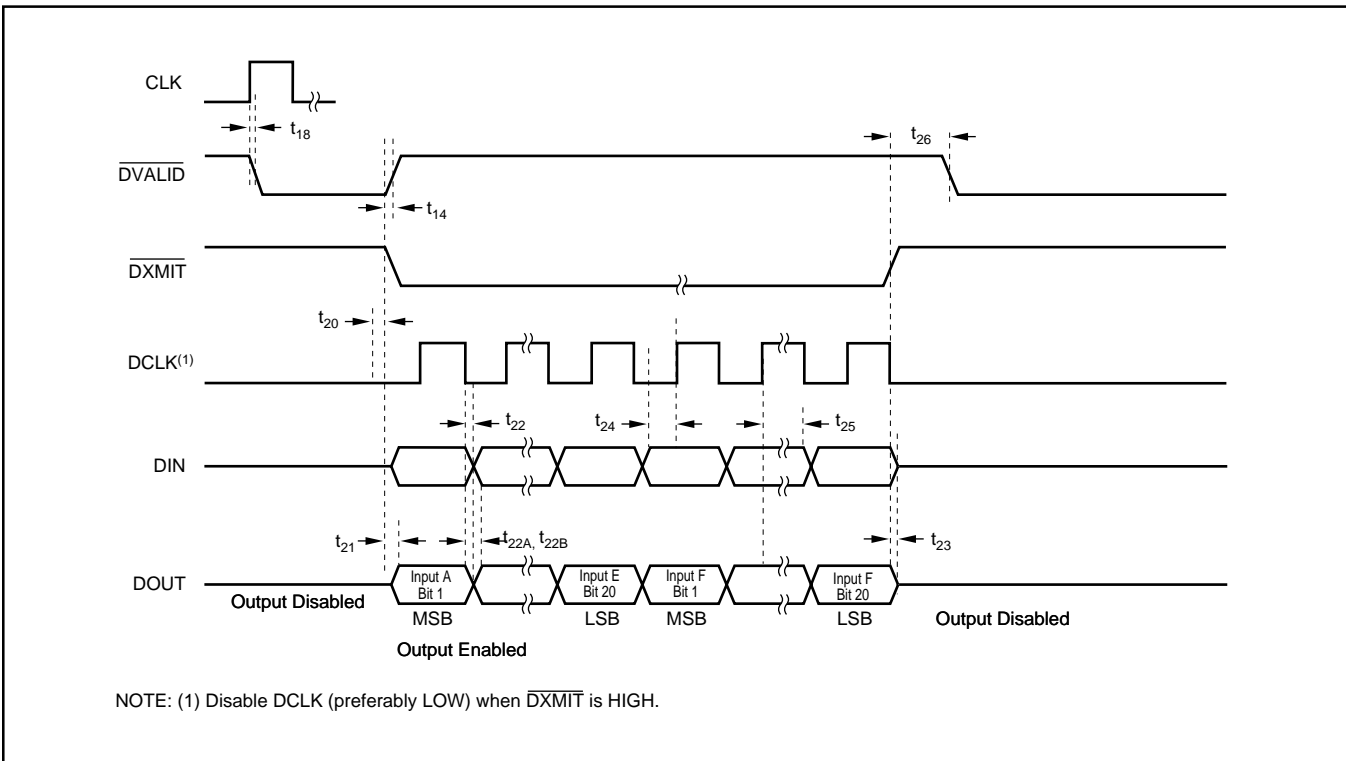 CLK
t18
DVALID
t26
t14
DXMIT
t20
DCLK(1)
t22
t24
t25
DIN
t21
t22A, t22B
t23
DOUT
Input A
Bit 1
Input E
Bit 20
Input F
Bit 1
Input F
Bit 20
Output Disabled
MSB
LSB
MSB
LSB
Output Disabled
Output Enabled
NOTE: (1) Disable DCLK (preferably LOW) when DXMIT is HIGH.